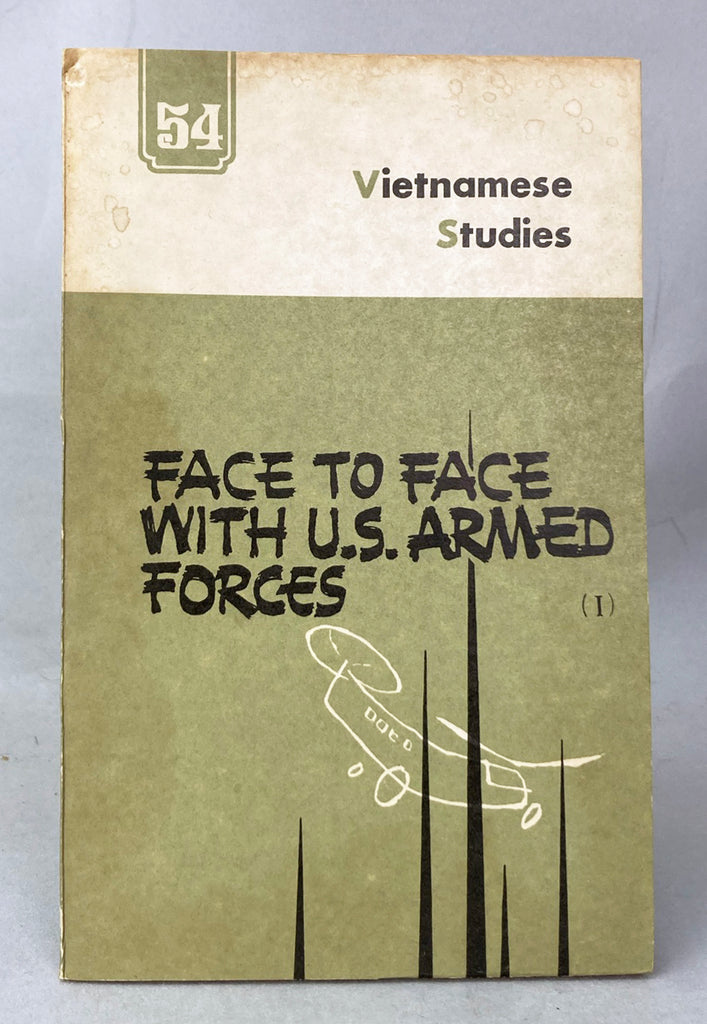 54
Vietnamese
Studies
FACE TO FACE
WITH U.S. ARMED
FORCES
(I)